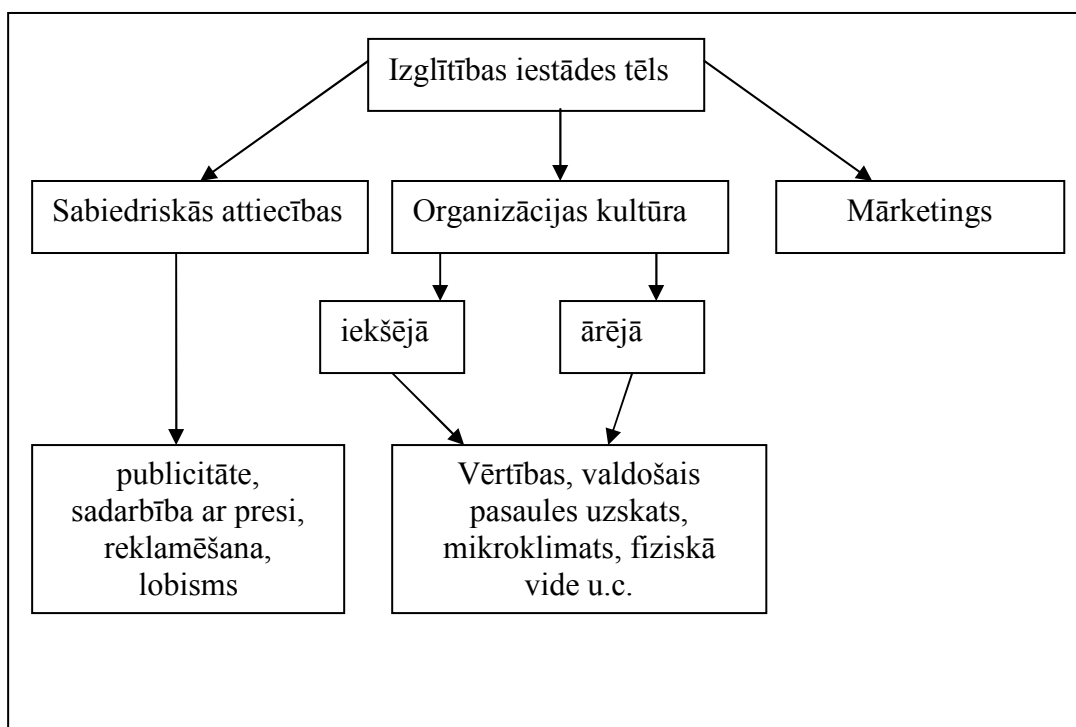 Izglītības iestādes tēls
Sabiedriskās attiecības
Organizācijas kultūra
Mārketings
iekšējā
ārējā
publicitāte,
sadarbība ar presi,
reklamēšana,
lobisms
Vērtības, valdošais
pasaules uzskats,
mikroklimats, fiziskā
vide u.c.